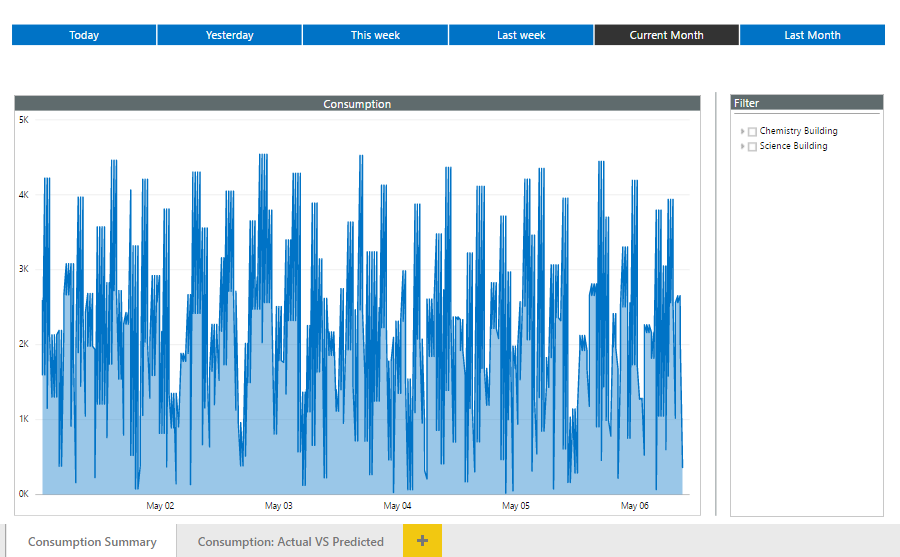 Today Yesterday This week Last week Current Month Last Month
Consumption
Filter
5K
4K
3K
2K
1K
0K
May 02 May 03 May 04 May 05 May 06
Chemistry Building
Science Building
Consumption Summary Consumption: Actual VS Predicted +